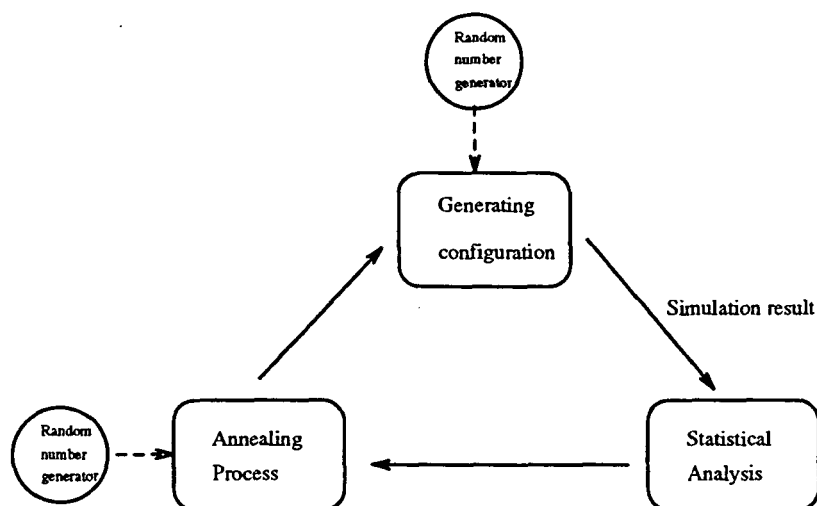 Random
number
generator
Generating
configuration
Simulation result
Random
number
generator
Annealing
Process
Statistical
Analysis